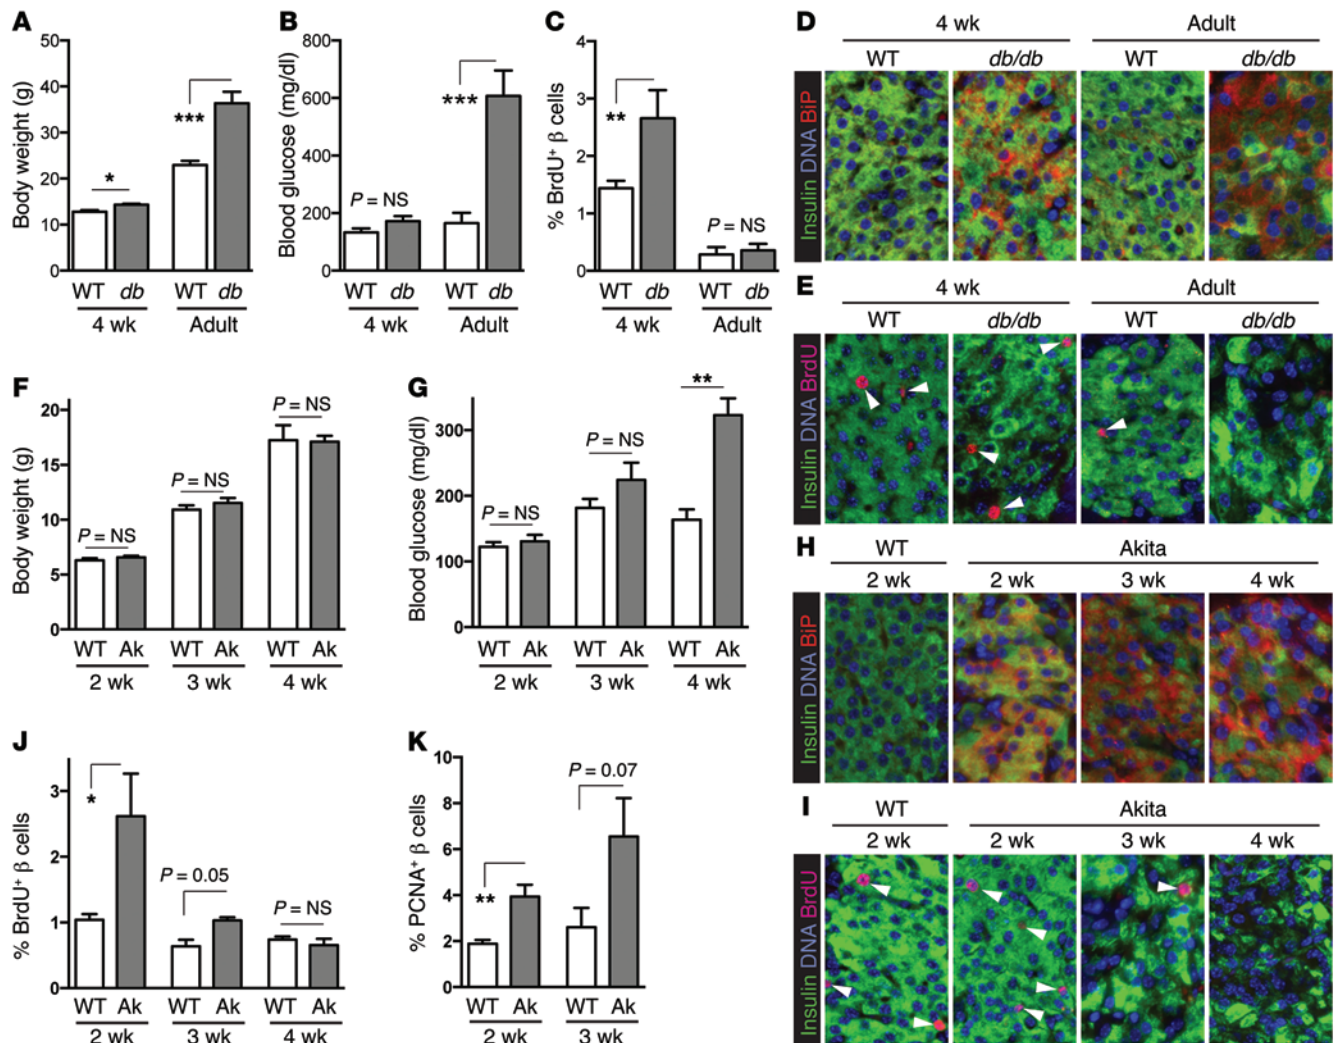 A
Body weight (g)
50
40
30
20
10
0
*
***
WT db WT db
4 wk Adult
B
Blood glucose (mg/dl)
800
600
400
200
0
P = NS
***
WT db WT db
4 wk Adult
C
% BrdU+ β cells
4
3
2
1
0
**
P = NS
WT db WT db
4 wk Adult
D
4 wk Adult
WT db/db WT db/db
Insulin DNA BiP
E
4 wk Adult
WT db/db WT db/db
Insulin DNA BrdU
F
Body weight (g)
20
15
10
5
0
P = NS
P = NS
P = NS
WT Ak WT Ak WT Ak
2 wk 3 wk 4 wk
G
Blood glucose (mg/dl)
300
200
100
0
P = NS
P = NS
**
WT Ak WT Ak WT Ak
2 wk 3 wk 4 wk
H
WT Akita
2 wk 2 wk 3 wk 4 wk
Insulin DNA BiP
J
% BrdU+ β cells
3
2
1
0
*
P = 0.05
P = NS
WT Ak WT Ak WT Ak
2 wk 3 wk 4 wk
K
% PCNA+ β cells
10
8
6
4
2
0
**
P = 0.07
WT Ak WT Ak
2 wk 3 wk
I
WT Akita
2 wk 2 wk 3 wk 4 wk
Insulin DNA BrdU